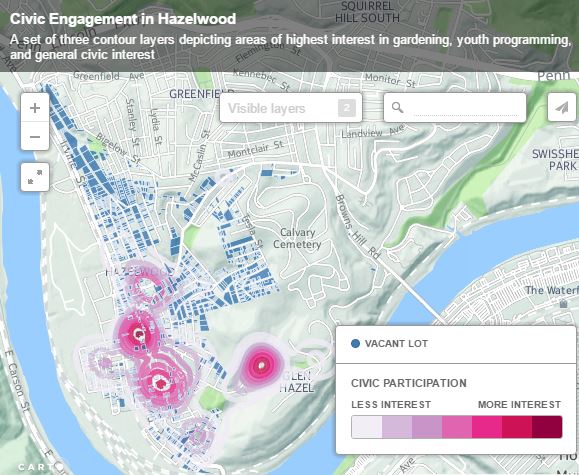 Civic Engagement in Hazelwood
A set of three contour layers depicting areas of highest interest in gardening, youth programming,
and general civic interest
SQUIRREL
HILL SOUTH
Flemington St
Greenfield Ave
Kennebec St
Monitor St
Penn
GREENFIELD
Visible layers 2
Stanley St
Lydia St
Landview Ave
Bigelow St
McCaslin St
Montclair St
SWISSHE
PARK
Browns Hill Rd
Calvary
Cemetery
HAZELWOOD
The Waterf
VACANT LOT
GLEN
HAZEL
CIVIC PARTICIPATION
LESS INTEREST MORE INTEREST
E Carson St
CARTO
Ave